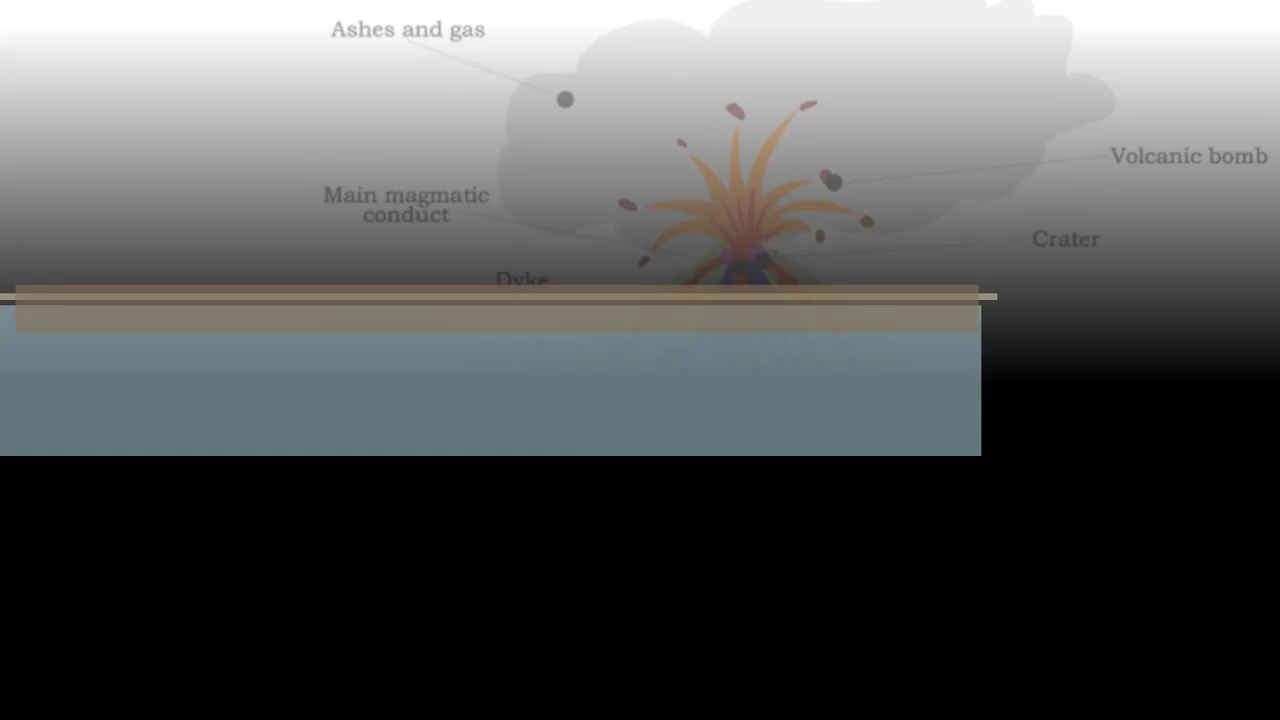 Ashes and gas
Volcanic bomb
Main magmatic
conduct
Crater
Dyke